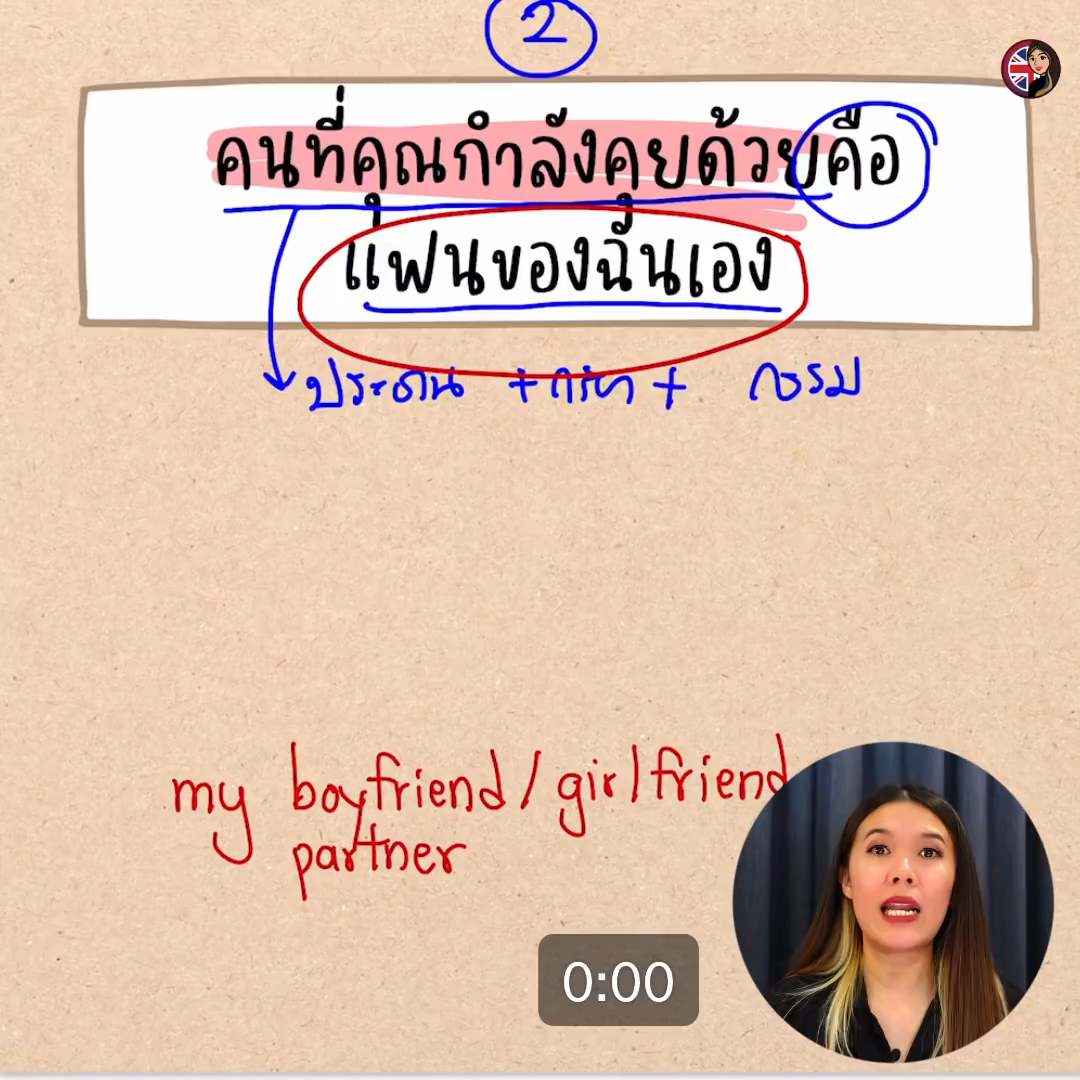 2
คนที่คุณกำลังคุยด้วยคือ
แฟนของฉันเอง
ประธาน + กริยา + กรรม
my boyfriend/girlfriend
partner
0:00